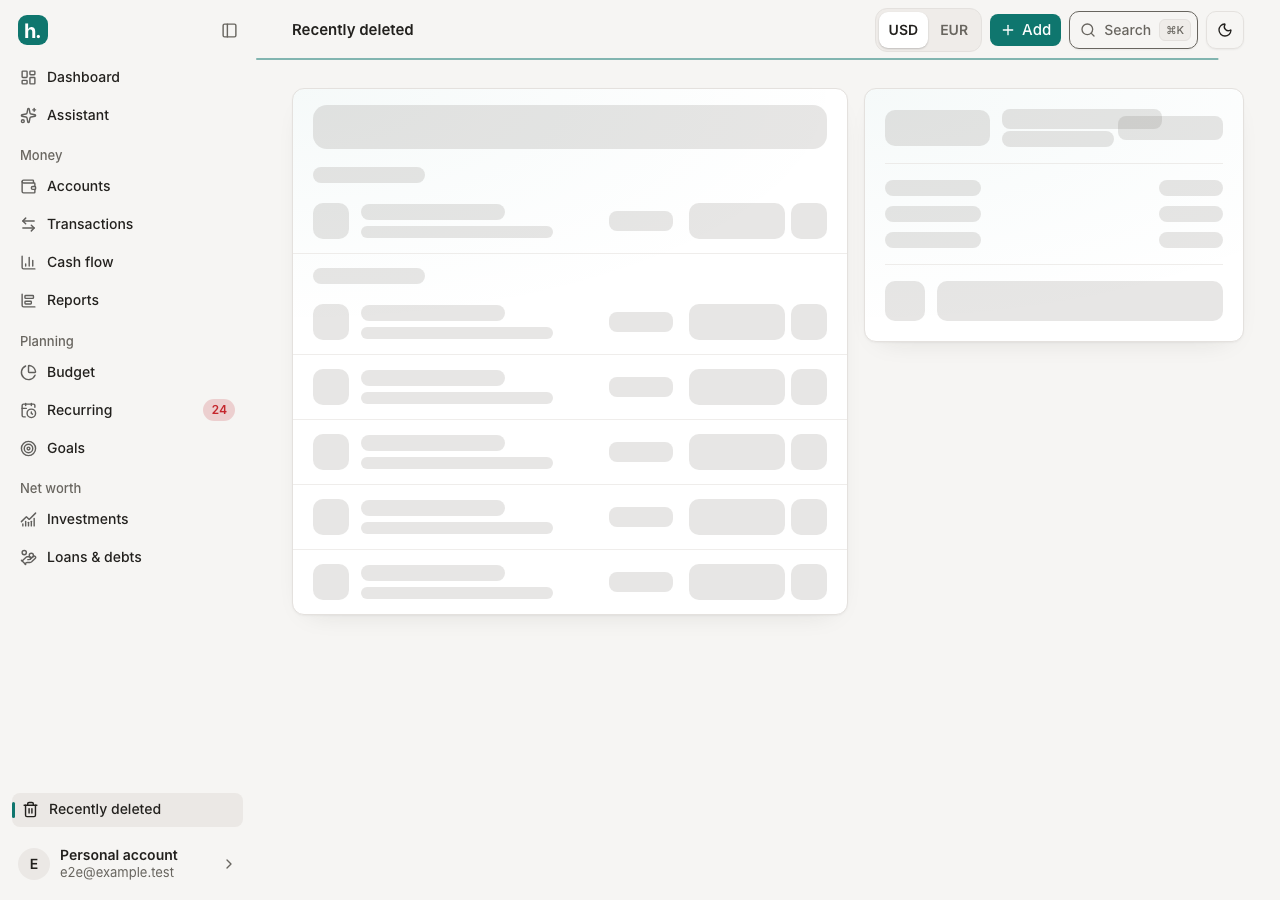 h.
Dashboard
Assistant
Money
Accounts
Transactions
Cash flow
Reports
Planning
Budget
Recurring 24
Goals
Net worth
Investments
Loans & debts
Recently deleted
E
Personal account
e2e@example.test
Recently deleted
USD EUR
Add
Search ⌘K